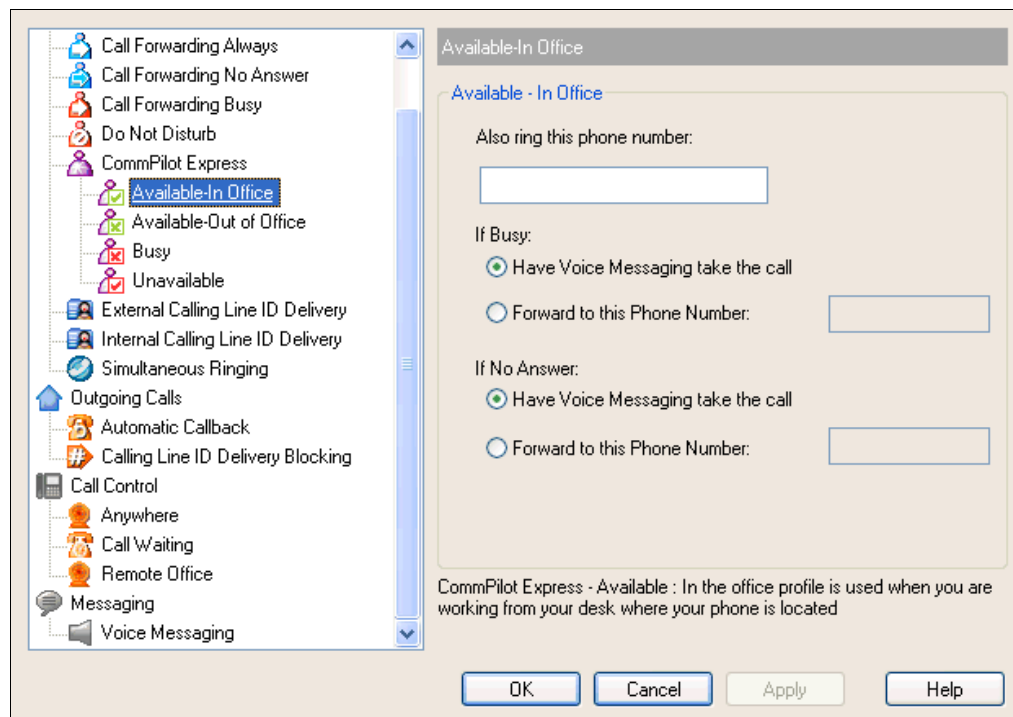 Call Forwarding Always
Call Forwarding No Answer
Call Forwarding Busy
Do Not Disturb
CommPilot Express
Available-In Office
Available-Out of Office
Busy
Unavailable
External Calling Line ID Delivery
Internal Calling Line ID Delivery
Simultaneous Ringing
Outgoing Calls
Automatic Callback
Calling Line ID Delivery Blocking
Call Control
Anywhere
Call Waiting
Remote Office
Messaging
Voice Messaging
Available-In Office
Available - In Office
Also ring this phone number:
If Busy:
Have Voice Messaging take the call
Forward to this Phone Number:
If No Answer:
Have Voice Messaging take the call
Forward to this Phone Number:
CommPilot Express - Available : In the office profile is used when you are
working from your desk where your phone is located
OK
Cancel
Apply
Help